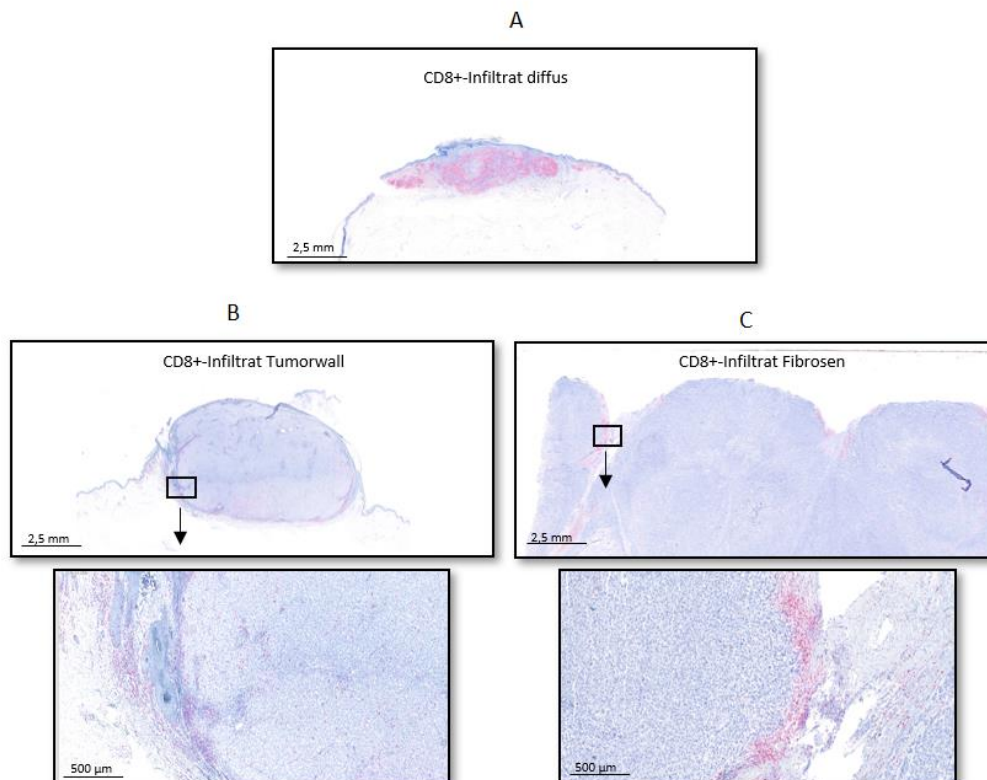 A
CD8+-Infiltrat diffus
2,5 mm
B
CD8+-Infiltrat Tumorwall
2,5 mm
500 µm
C
CD8+-Infiltrat Fibrosen
2,5 mm
500 µm